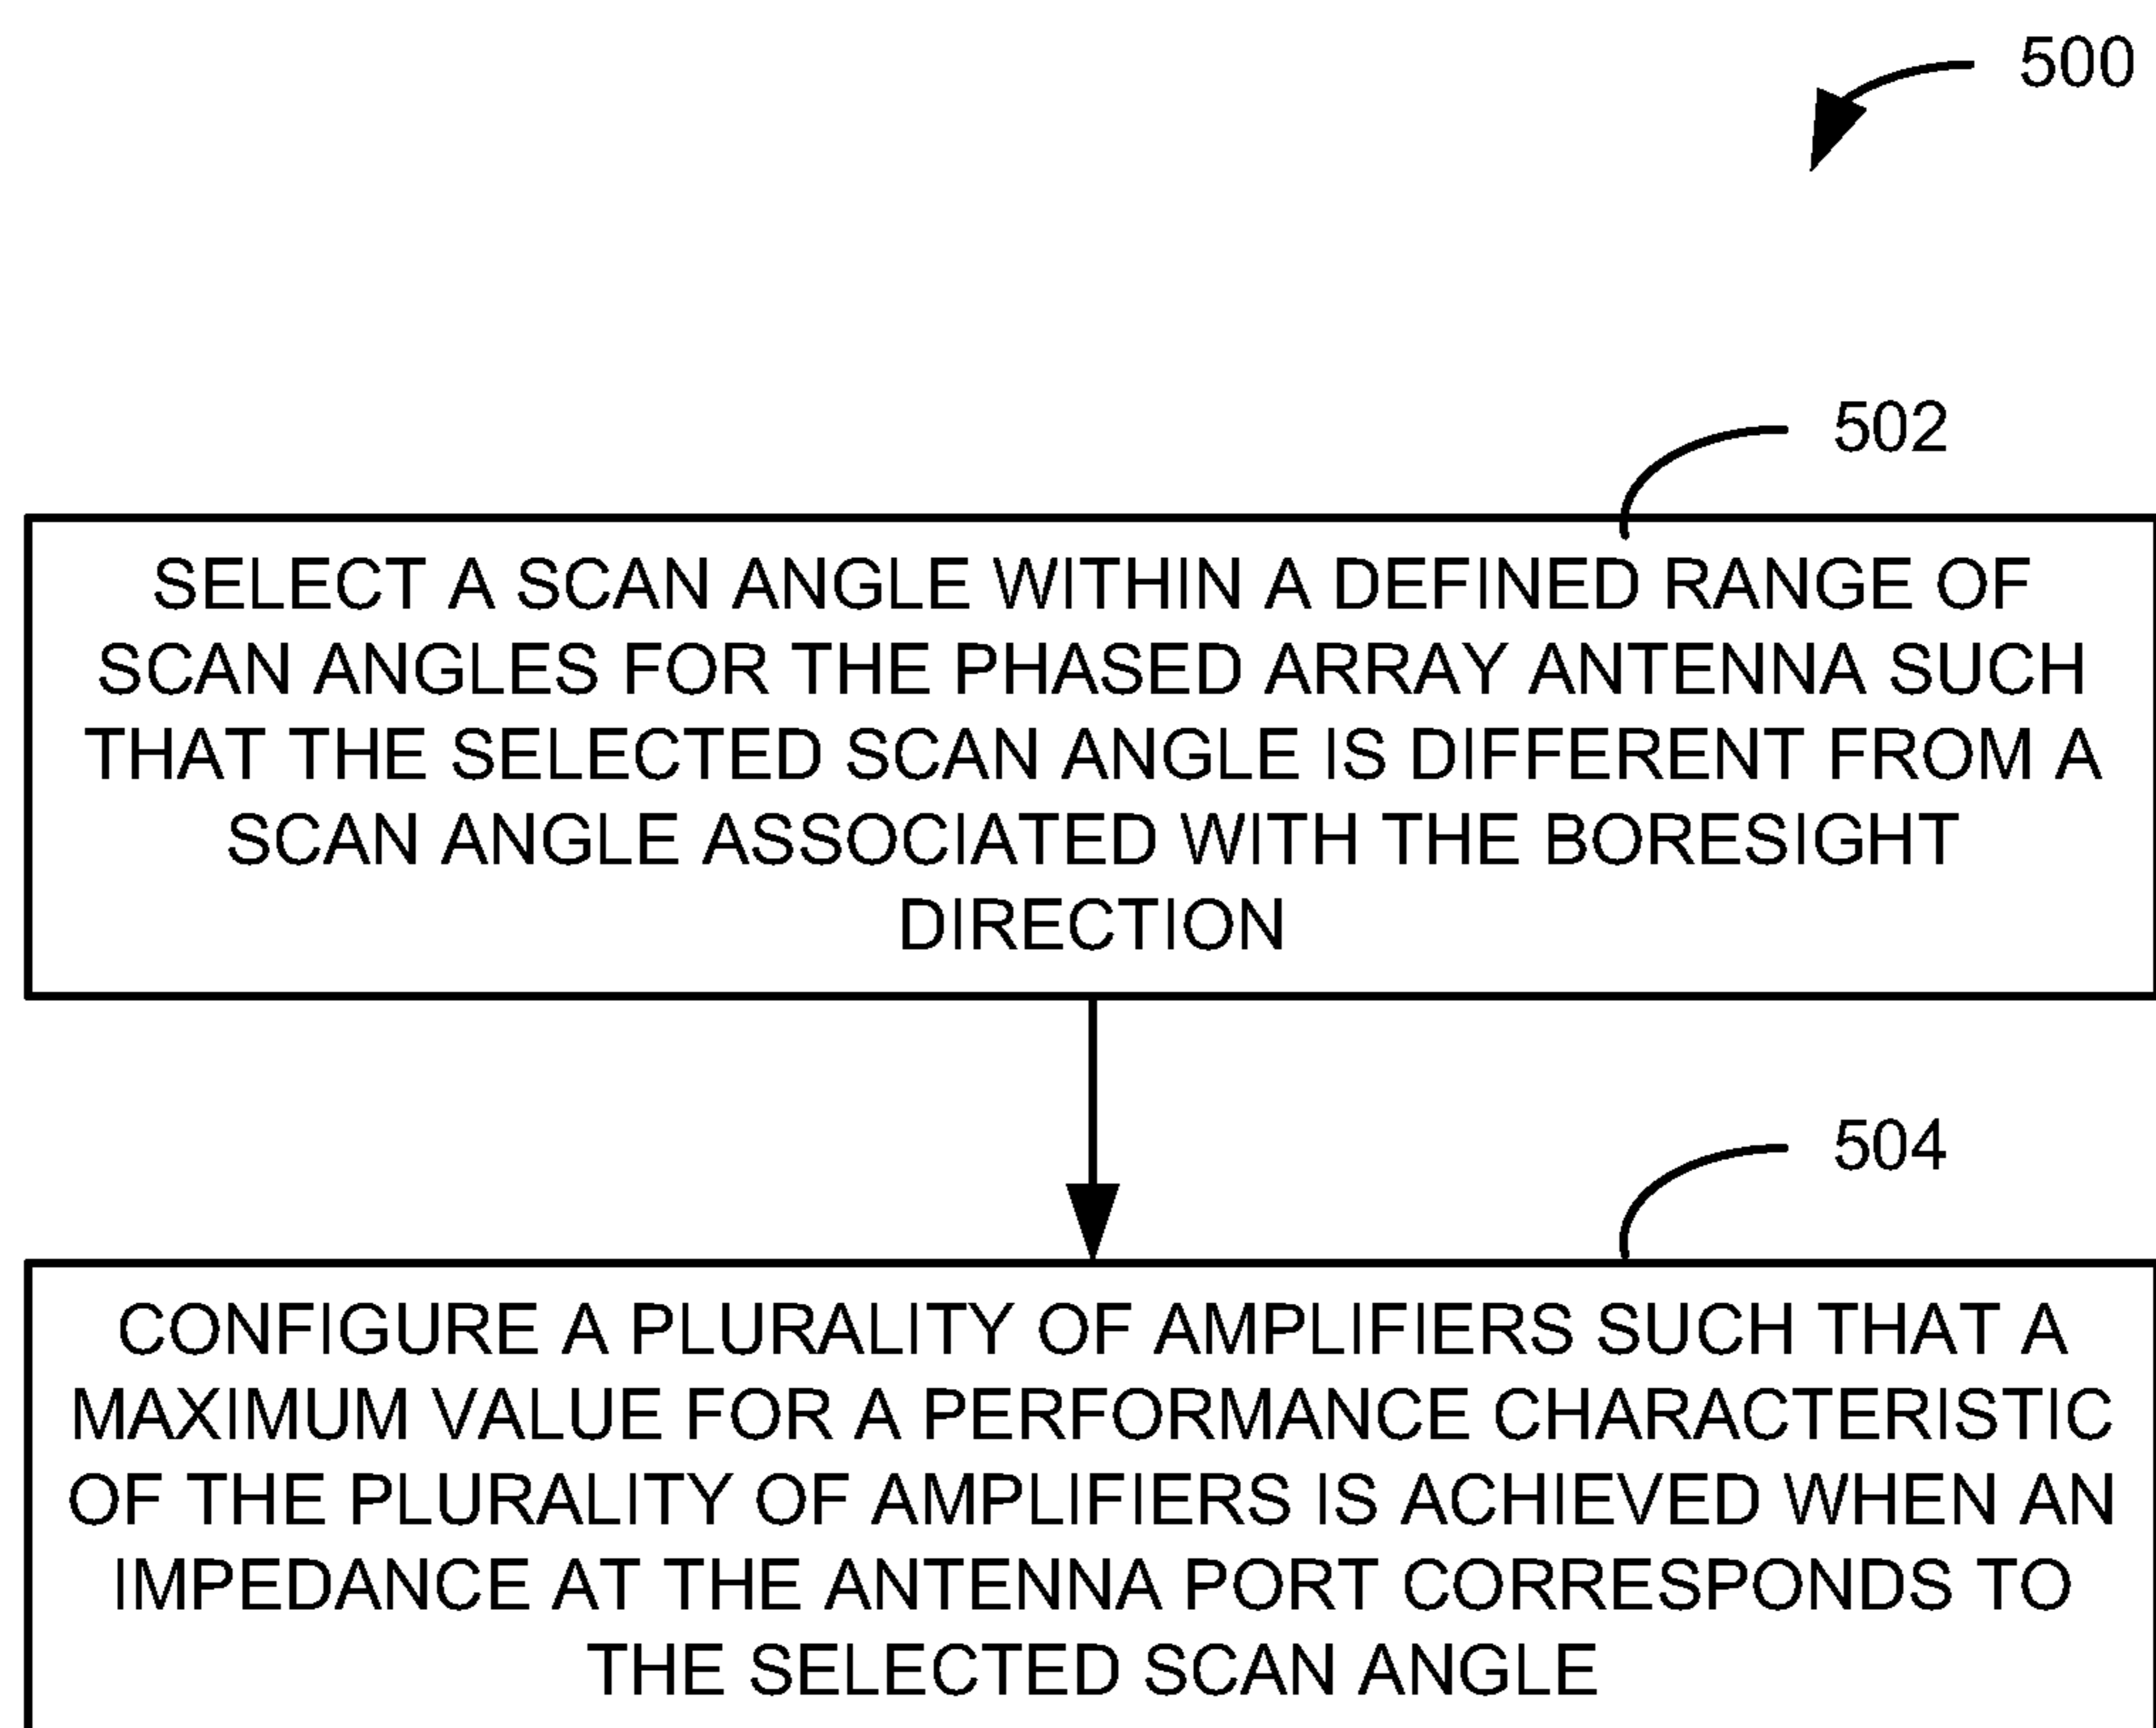 500
502
SELECT A SCAN ANGLE WITHIN A DEFINED RANGE OF
SCAN ANGLES FOR THE PHASED ARRAY ANTENNA SUCH
THAT THE SELECTED SCAN ANGLE IS DIFFERENT FROM A
SCAN ANGLE ASSOCIATED WITH THE BORESIGHT
DIRECTION
504
CONFIGURE A PLURALITY OF AMPLIFIERS SUCH THAT A
MAXIMUM VALUE FOR A PERFORMANCE CHARACTERISTIC
OF THE PLURALITY OF AMPLIFIERS IS ACHIEVED WHEN AN
IMPEDANCE AT THE ANTENNA PORT CORRESPONDS TO
THE SELECTED SCAN ANGLE